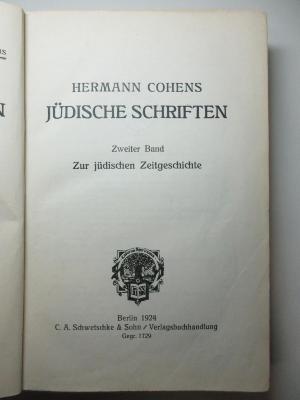 HERMANN COHENS
JÜDISCHE SCHRIFTEN
Zweiter Band
Zur jüdischen Zeitgeschichte
Berlin 1924
C. A. Schwetschke & Sohn / Verlagsbuchhandlung
Gegr. 1729